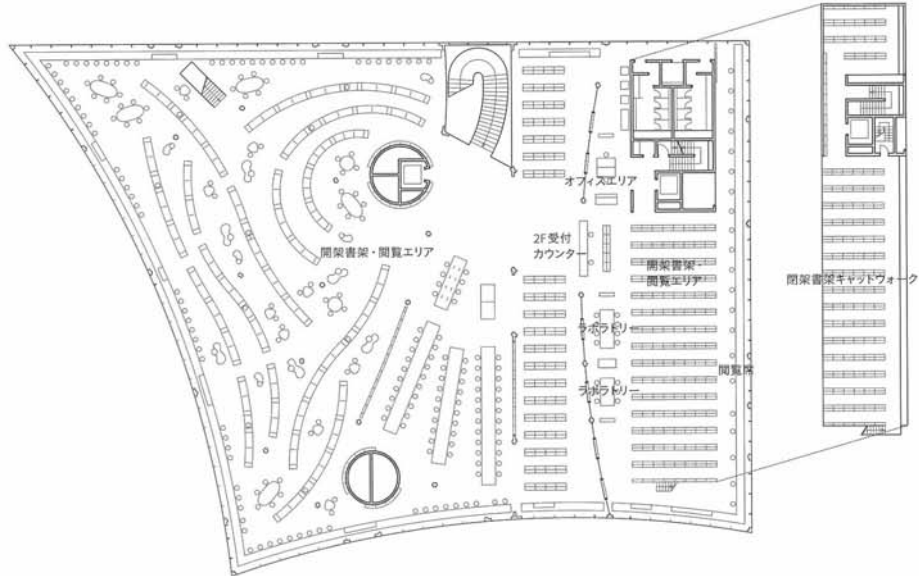 オフィスエリア
2F受付
カウンター
開架書架・閲覧エリア
開架書架・
閲覧エリア
閉架書架キャットウォーク
ラボラトリー
閲覧席
ラボラトリー